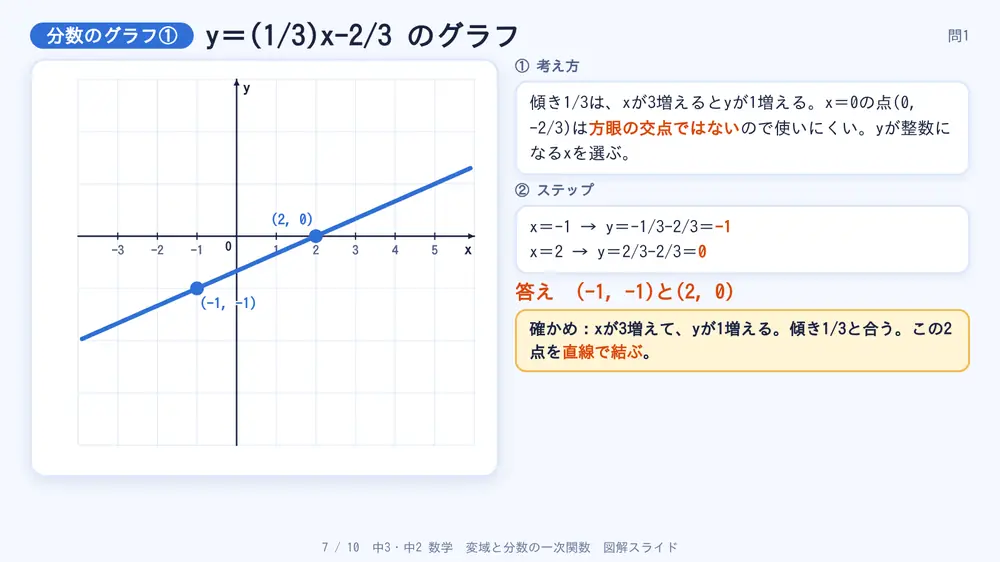 分数のグラフ①
y＝(1/3)x-2/3 のグラフ
問1
y
(2, 0)
-3 -2 -1 0 1 2 3 4 5 x
(-1, -1)
① 考え方
傾き1/3は、xが3増えるとyが1増える。x＝0の点(0,
-2/3)は方眼の交点ではないので使いにくい。yが整数に
なるxを選ぶ。
② ステップ
x＝-1 → y＝-1/3-2/3＝-1
x＝2 → y＝2/3-2/3＝0
答え　(-1, -1)と(2, 0)
確かめ：xが3増えて、yが1増える。傾き1/3と合う。この2
点を直線で結ぶ。
7 / 10　中3・中2 数学　変域と分数の一次関数　図解スライド